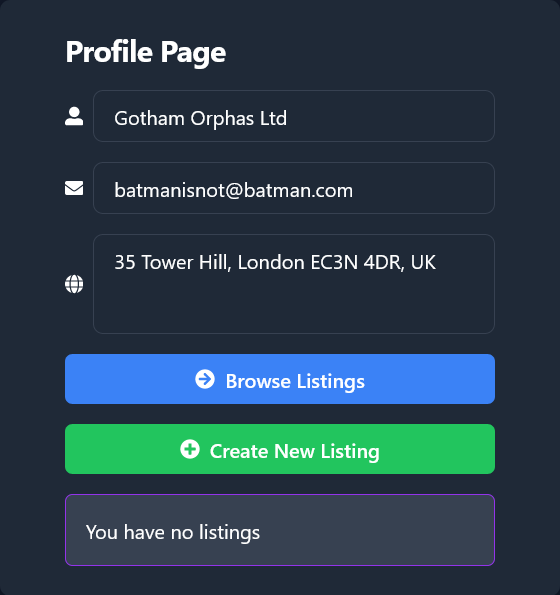 Profile Page
Gotham Orphas Ltd
batmanisnot@batman.com
35 Tower Hill, London EC3N 4DR, UK
Browse Listings
Create New Listing
You have no listings